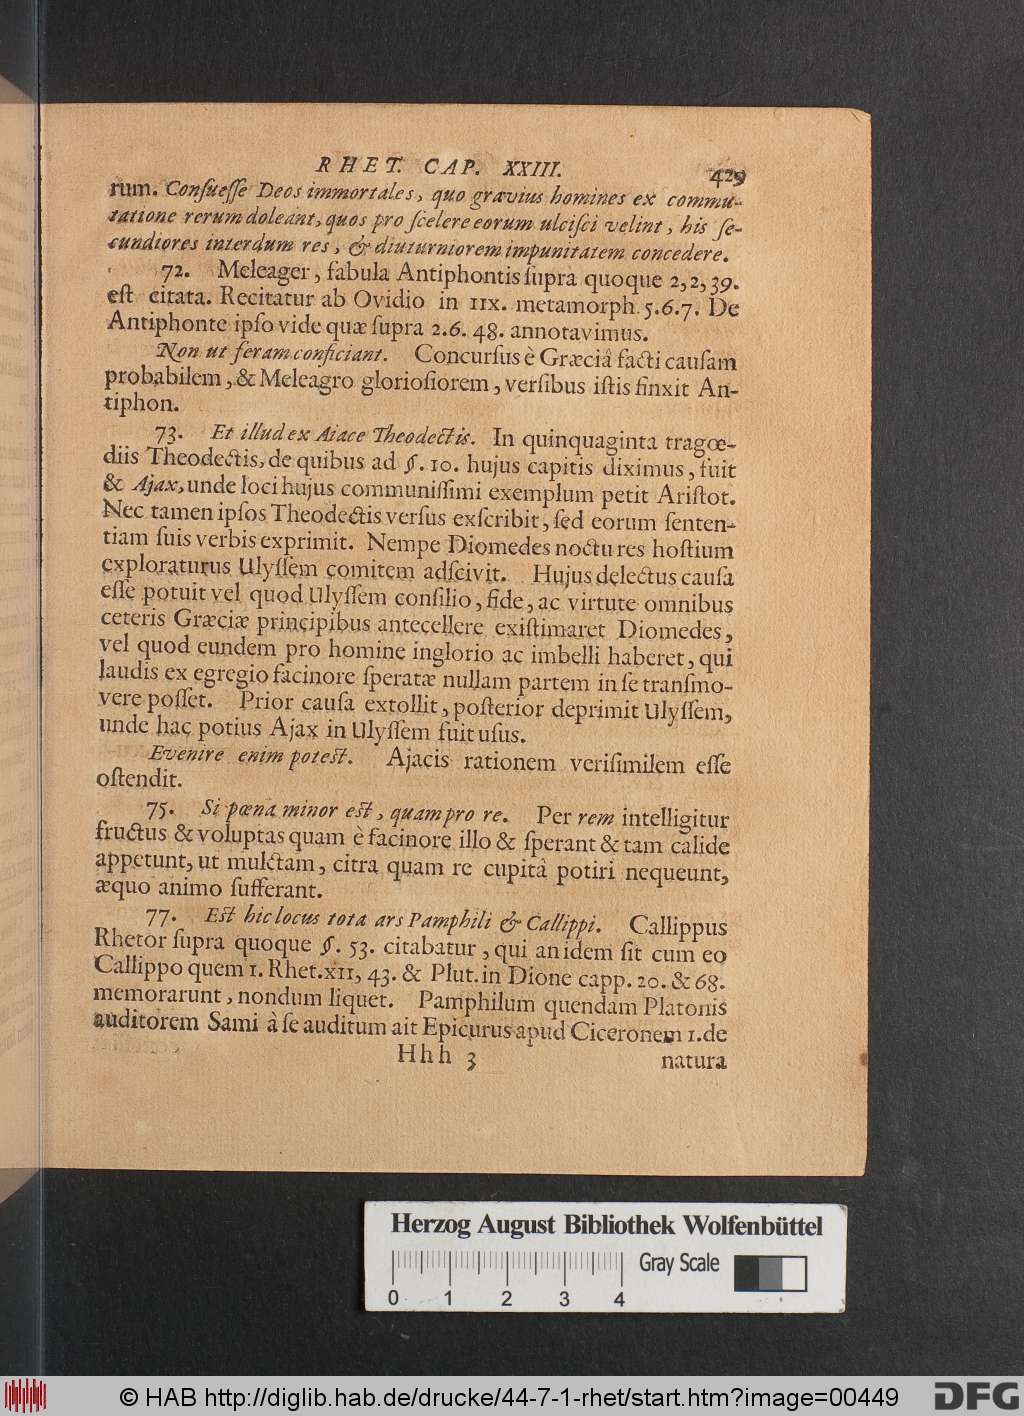 RHET. CAP. XXIII. 429
rum. Conſueſſe Deos immortales, quo gravius homines ex commu-
tatione rerum doleant, quos pro ſcelere eorum ulciſci velint, his ſe-
cundiores interdum res, & diuturniorem impunitatem concedere.
72. Meleager, fabula Antiphontis ſupra quoque 2,2,39.
eſt citata. Recitatur ab Ovidio in IIX. metamorph. 5.6.7. De
Antiphonte ipſo vide quæ ſupra 2.6. 48. annotavimus.
Non ut feram conficiant. Concurſus è Græciâ facti cauſam
probabilem, & Meleagro glorioſiorem, verſibus iſtis finxit An-
tiphon.
73. Et illud ex Aiace Theodectis. In quinquaginta tragœ-
diis Theodectis, de quibus ad §. 10. hujus capitis diximus, fuit
& Ajax, unde loci hujus communiſſimi exemplum petit Ariſtot.
Nec tamen ipſos Theodectis verſus exſcribit, ſed eorum ſenten-
tiam ſuis verbis exprimit. Nempe Diomedes noctu res hoſtium
exploraturus Ulyſſem comitem adſcivit. Hujus delectus cauſa
eſſe potuit vel quod Ulyſſem conſilio, fide, ac virtute omnibus
ceteris Græciæ principibus antecellere exiſtimaret Diomedes,
vel quod eundem pro homine inglorio ac imbelli haberet, qui
laudis ex egregio facinore ſperatæ nullam partem in ſe tranſmo-
vere poſſet. Prior cauſa extollit, poſterior deprimit Ulyſſem,
unde hac potius Ajax in Ulyſſem fuit uſus.
Evenire enim poteſt. Ajacis rationem veriſimilem eſſe
oſtendit.
75. Si pœna minor eſt, quam pro re. Per rem intelligitur
fructus & voluptas quam è facinore illo & ſperant & tam calide
appetunt, ut mulctam, citra quam re cupitâ potiri nequeunt,
æquo animo ſufferant.
77. Eſt hic locus tota ars Pamphili & Callippi. Callippus
Rhetor ſupra quoque §. 53. citabatur, qui an idem ſit cum eo
Callippo quem 1. Rhet. XII, 43. & Plut. in Dione capp. 20. & 68.
memorarunt, nondum liquet. Pamphilum quendam Platonis
auditorem Sami à ſe auditum ait Epicurus apud Ciceronem 1. de
Hhh 3 natura
Herzog August Bibliothek Wolfenbüttel
Gray Scale
0 1 2 3 4
© HAB http://diglib.hab.de/drucke/44-7-1-rhet/start.htm?image=00449 DFG